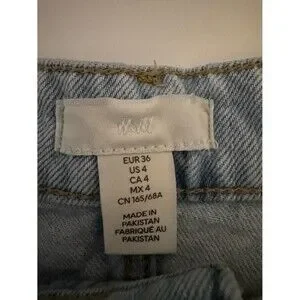 H&M
EUR 36
US 4
CA 4
MX 4
CN 165/68A
MADE IN
PAKISTAN
FABRIQUÉ AU
PAKISTAN